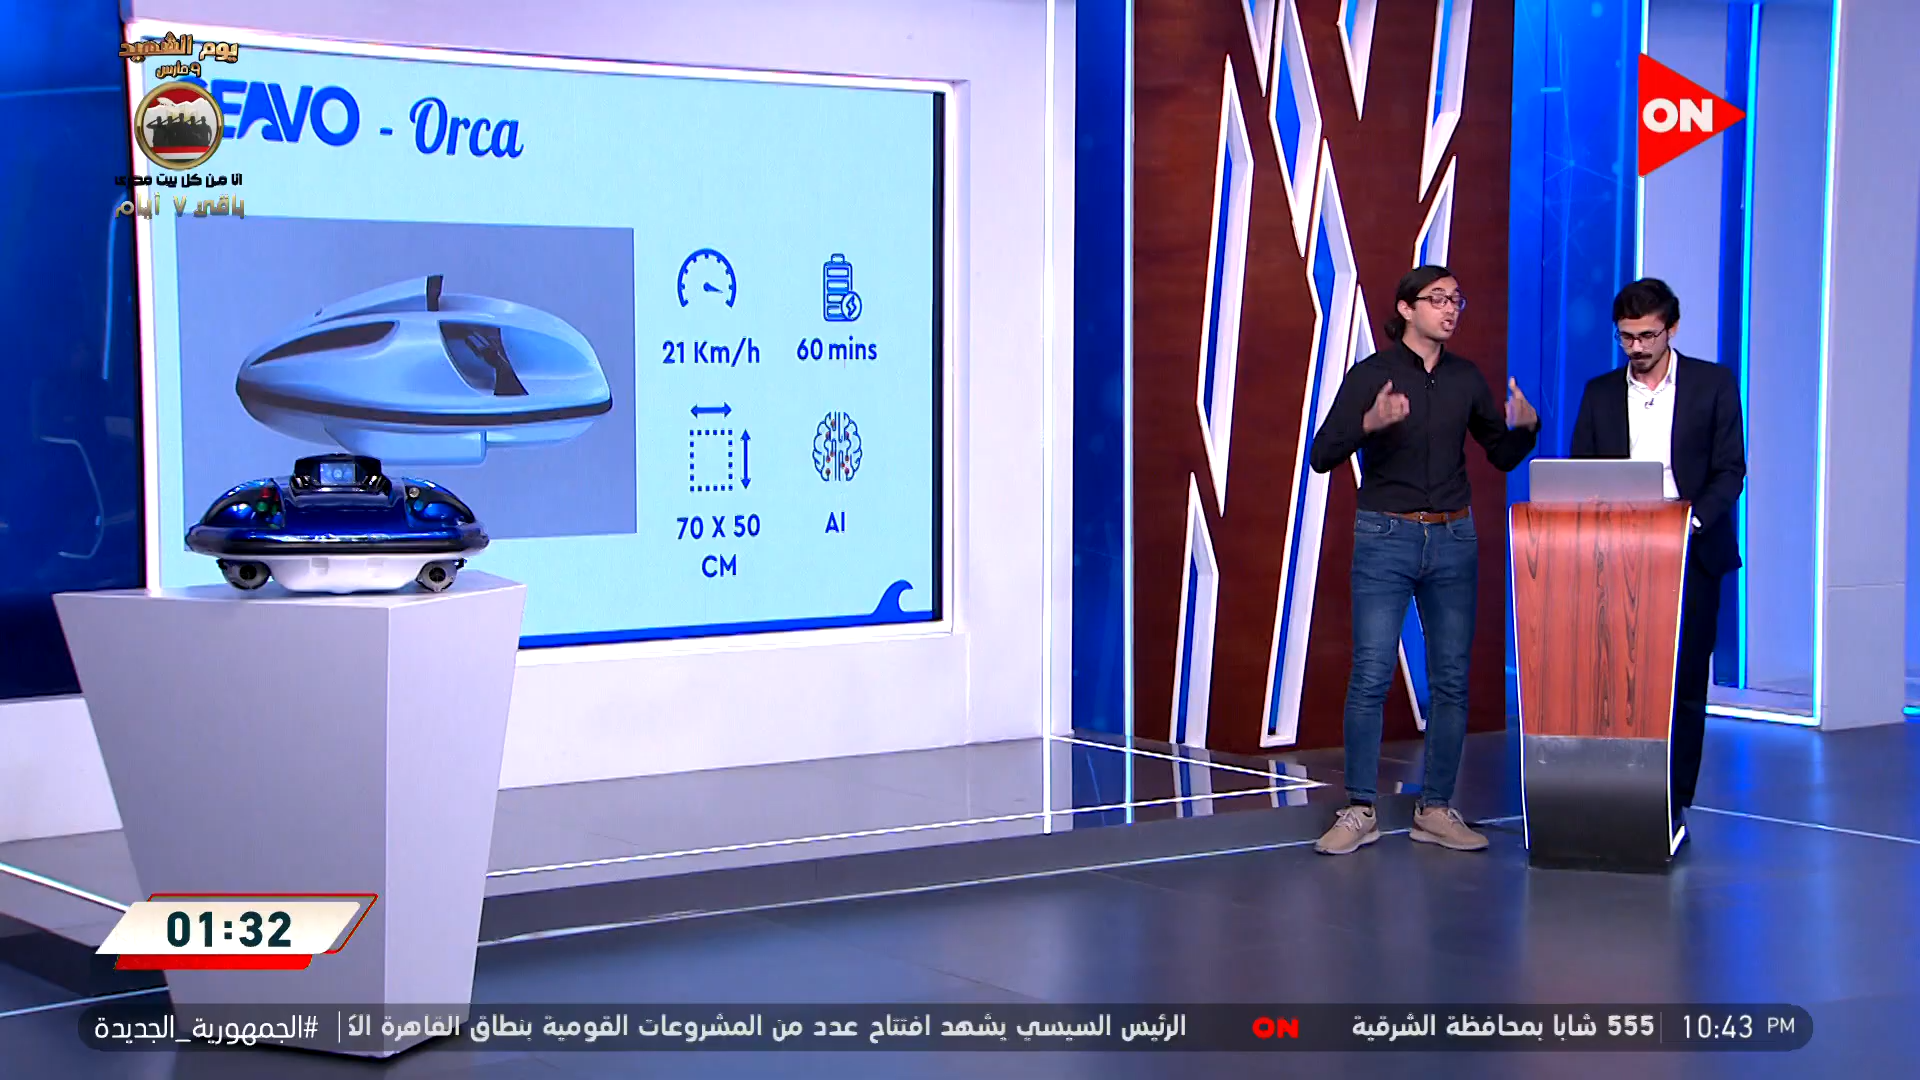 يوم الشهيد
٩ مارس
انا من كل بيت مصرى
باقي ٧ أيام
EAVO - Orca
21 Km/h
60 mins
70 X 50
CM
AI
ON
01:32
10:43 PM
555 شابا بمحافظة الشرقية ON الرئيس السيسي يشهد افتتاح عدد من المشروعات القومية بنطاق القاهرة
#الجمهورية_الجديدة